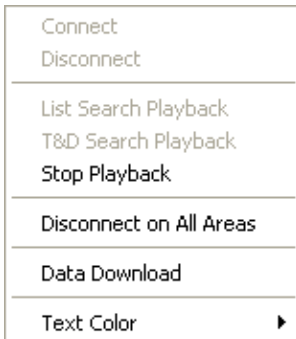 Connect
Disconnect
List Search Playback
T&D Search Playback
Stop Playback
Disconnect on All Areas
Data Download
Text Color